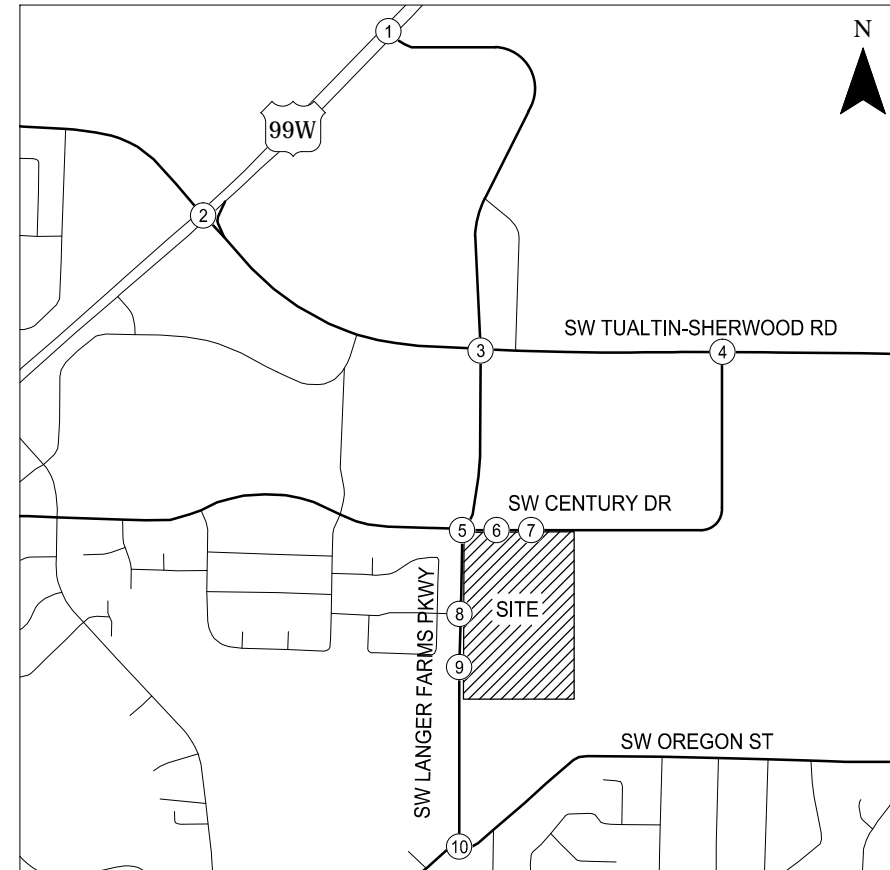 1
N
99W
2
SW TUALTIN-SHERWOOD RD
3
4
SW CENTURY DR
5
6
7
SW LANGER FARMS PKWY
8
SITE
9
SW OREGON ST
10